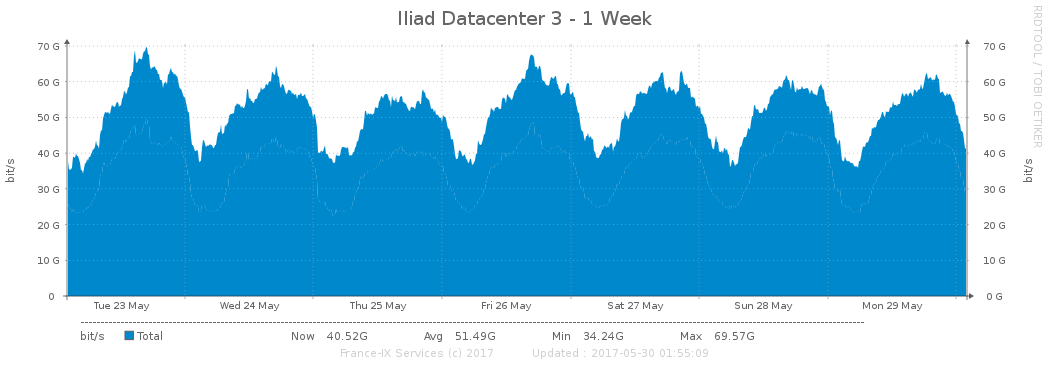 Iliad Datacenter 3 - 1 Week
RRDTOOL / TOBI OETIKER
bit/s
70 G 70 G
60 G 60 G
50 G 50 G
40 G 40 G
30 G 30 G
20 G 20 G
10 G 10 G
0 0 G
bit/s
Tue 23 May Wed 24 May Thu 25 May Fri 26 May Sat 27 May Sun 28 May Mon 29 May
bit/s Total Now 40.52G Avg 51.49G Min 34.24G Max 69.57G
France-IX Services (c) 2017 Updated : 2017-05-30 01:55:09